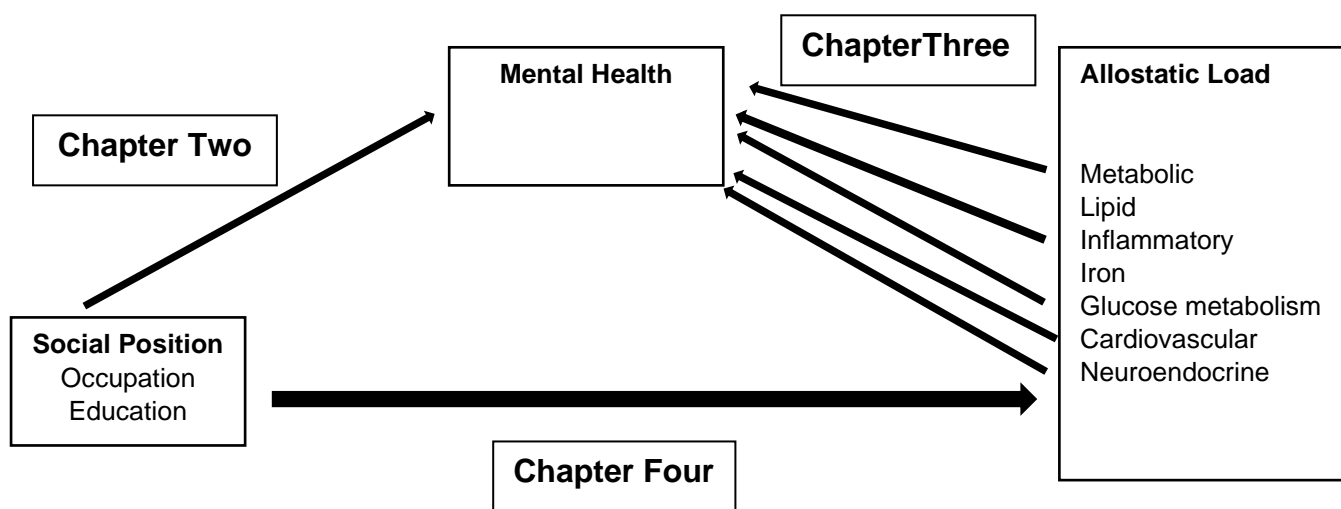 ChapterThree
Mental Health
Allostatic Load
Chapter Two
Metabolic
Lipid
Inflammatory
Iron
Glucose metabolism
Cardiovascular
Neuroendocrine
Social Position
Occupation
Education
Chapter Four